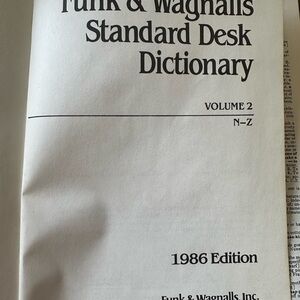 Funk & Wagnalls
Standard Desk
Dictionary
VOLUME 2
N–Z
1986 Edition
Funk & Wagnalls, Inc.